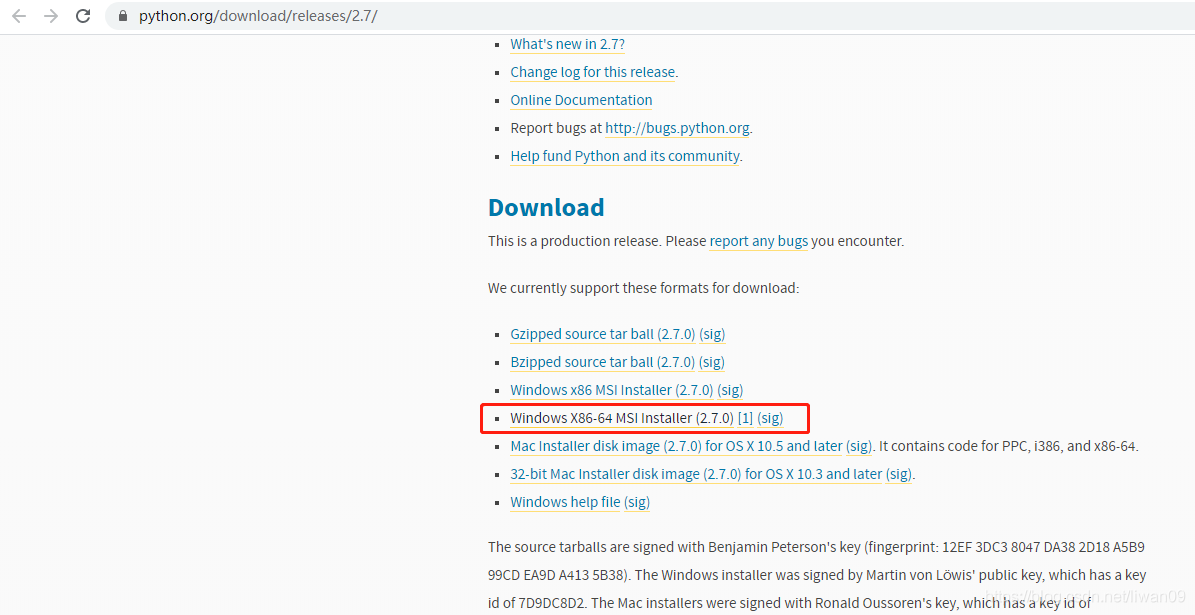 python.org/download/releases/2.7/
What's new in 2.7?
Change log for this release.
Online Documentation
Report bugs at http://bugs.python.org.
Help fund Python and its community.
Download
This is a production release. Please report any bugs you encounter.
We currently support these formats for download:
Gzipped source tar ball (2.7.0) (sig)
Bzipped source tar ball (2.7.0) (sig)
Windows x86 MSI Installer (2.7.0) (sig)
Windows X86-64 MSI Installer (2.7.0) [1] (sig)
Mac Installer disk image (2.7.0) for OS X 10.5 and later (sig). It contains code for PPC, i386, and x86-64.
32-bit Mac Installer disk image (2.7.0) for OS X 10.3 and later (sig).
Windows help file (sig)
The source tarballs are signed with Benjamin Peterson's key (fingerprint: 12EF 3DC3 8047 DA38 2D18 A5B9
99CD EA9D A413 5B38). The Windows installer was signed by Martin von Löwis' public key, which has a key
id of 7D9DC8D2. The Mac installers were signed with Ronald Oussoren's key, which has a key id of
https://blog.csdn.net/liwan09